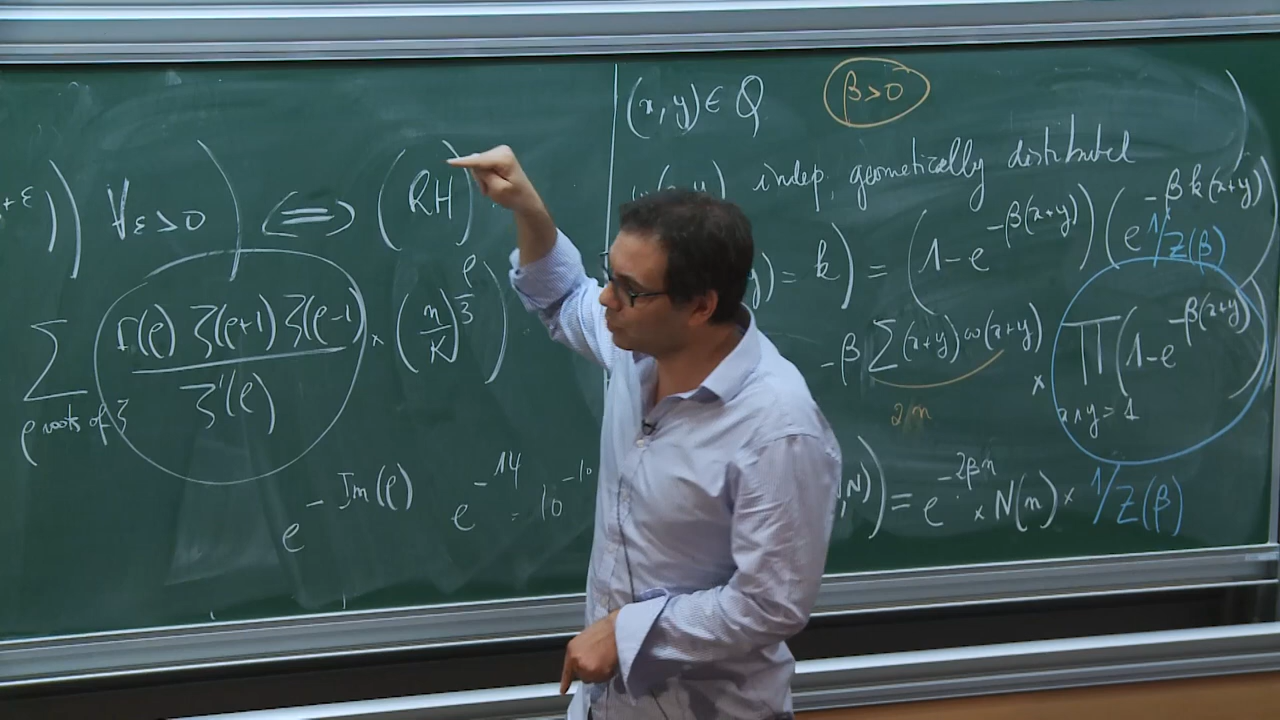 +ε)) ∀ε>0) ⟺ (RH)
∑ Γ(ρ) ζ(ρ+1) ζ(ρ-1) / ζ'(ρ) × (n/κ)^(ρ/3))
ρ roots of ζ
e^(-Im(ρ)) e^(-14) = 10^(-10
(x, y) ∈ Q β>0
indep, geometrically distributed
y) = k) = (1-e^(-β(x+y))) (e^(-βk(x+y)))
1/Z(β)
-β∑(x+y)ω(x+y) × ∏ (1-e^(-β(x+y)))
2/n
x∧y=1
,N)) = e^(-2βn) × N(n) × 1/Z(β)